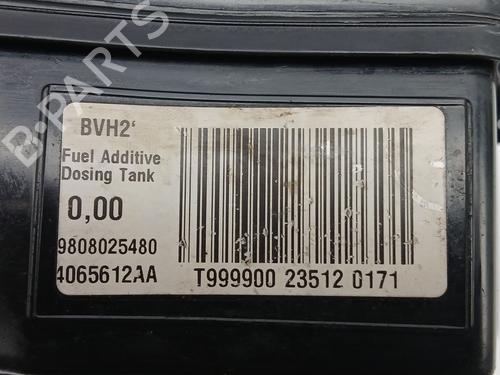 BVH2'
Fuel Additive
Dosing Tank
0,00
9808025480
4065612AA
T999900 23512 0171
B-PARTS